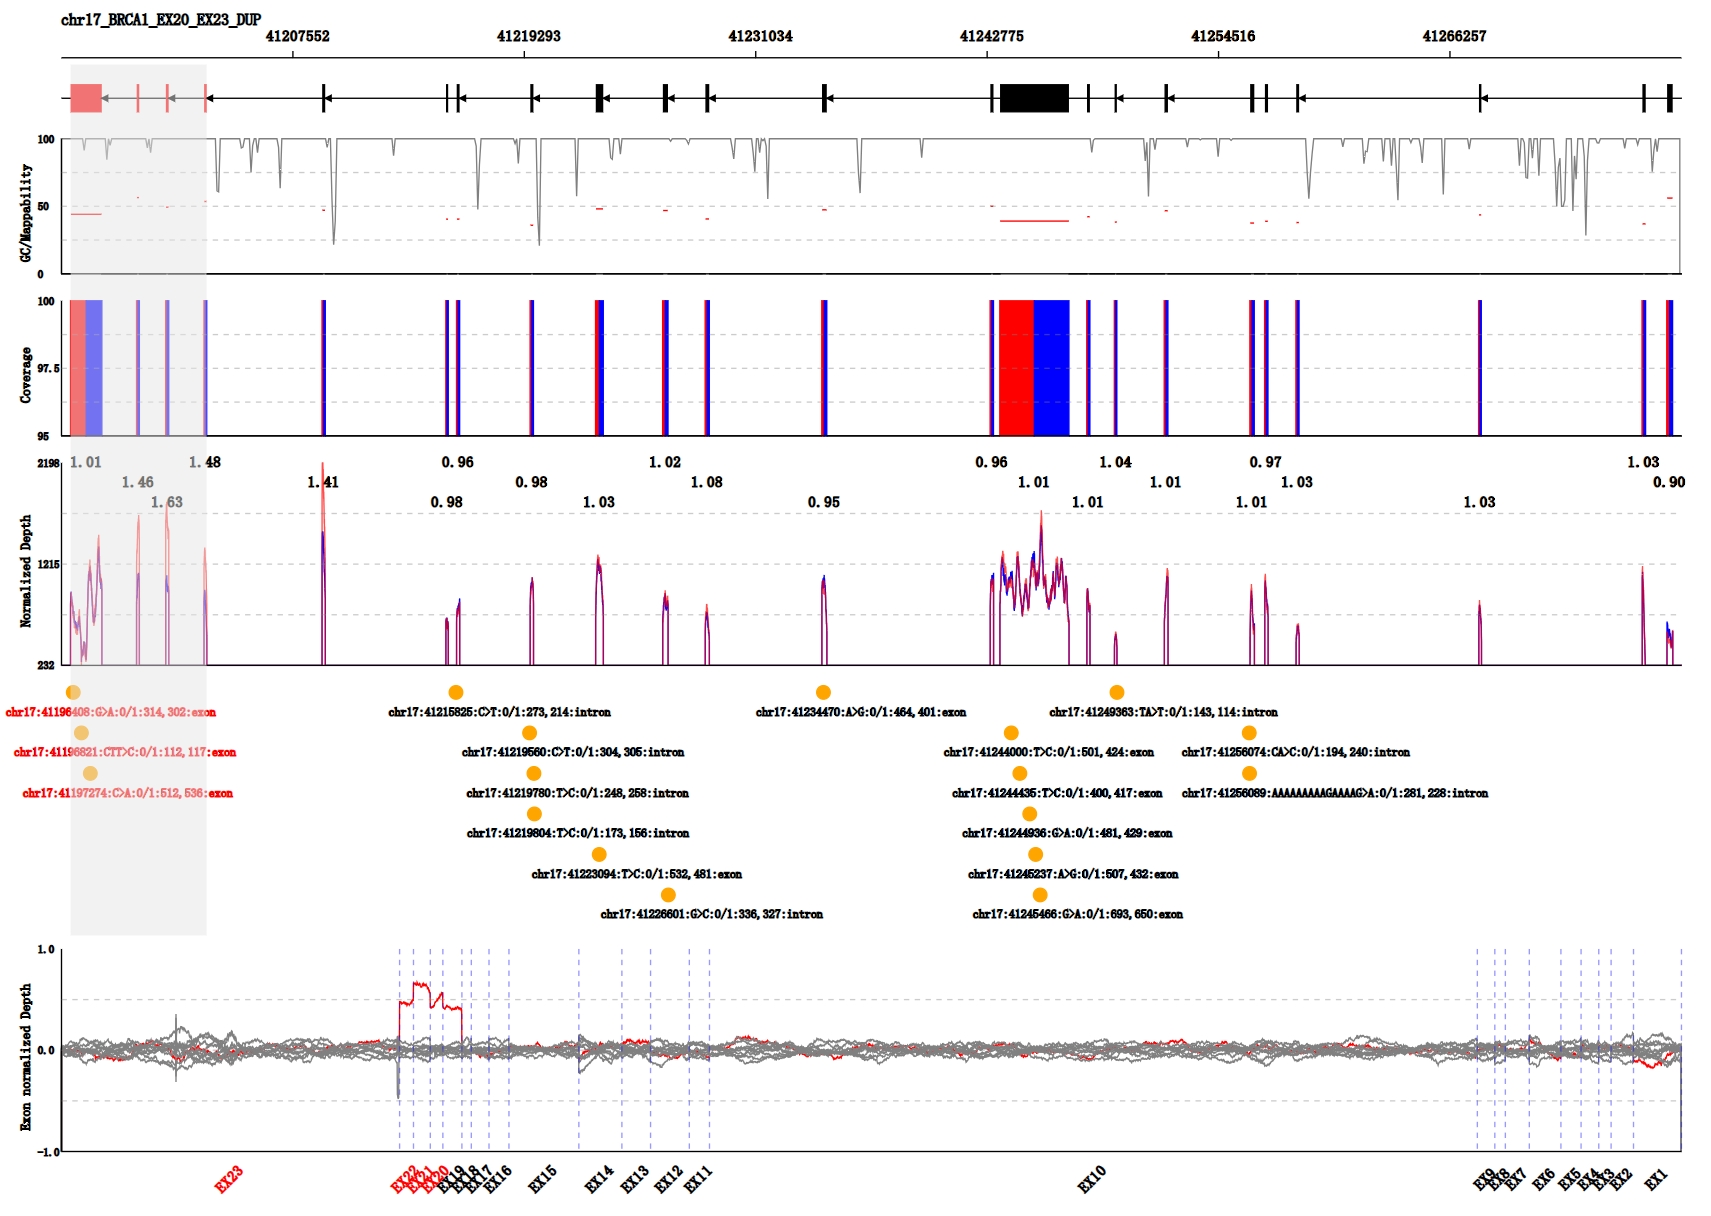 chr17_BRCA1_EX20_EX23_DUP
41207552 41219293 41231034 41242775 41254516 41266257
GC/Mappability
100
50
0
Coverage
100
97.5
95
Normalized Depth
2198 1.01 1.48 0.96 1.02 0.96 1.04 0.97 1.03
1.46 1.41 0.98 1.08 1.01 1.01 1.03 0.90
1.63 0.98 1.03 0.95 1.01 1.01 1.03
1215
232
chr17:41196408:G>A:0/1:314,302:exon chr17:41215825:C>T:0/1:273,214:intron chr17:41234470:A>G:0/1:464,401:exon chr17:41249363:TA>T:0/1:143,114:intron
chr17:41196821:CTT>C:0/1:112,117:exon chr17:41219560:C>T:0/1:304,305:intron chr17:41244000:T>C:0/1:501,424:exon chr17:41256074:CA>C:0/1:194,240:intron
chr17:41197274:C>A:0/1:512,536:exon chr17:41219780:T>C:0/1:248,258:intron chr17:41244435:T>C:0/1:400,417:exon chr17:41256089:AAAAAAAAAGAAAAG>A:0/1:281,228:intron
chr17:41219804:T>C:0/1:173,156:intron chr17:41244936:G>A:0/1:481,429:exon
chr17:41223094:T>C:0/1:532,481:exon chr17:41245237:A>G:0/1:507,432:exon
chr17:41226601:G>C:0/1:336,327:intron chr17:41245466:G>A:0/1:693,650:exon
Exon normalized Depth
1.0
0.0
-1.0
EX23 EX22 EX21 EX20 EX19 EX18 EX17 EX16 EX15 EX14 EX13 EX12 EX11 EX10 EX9 EX8 EX7 EX6 EX5 EX4 EX3 EX2 EX1